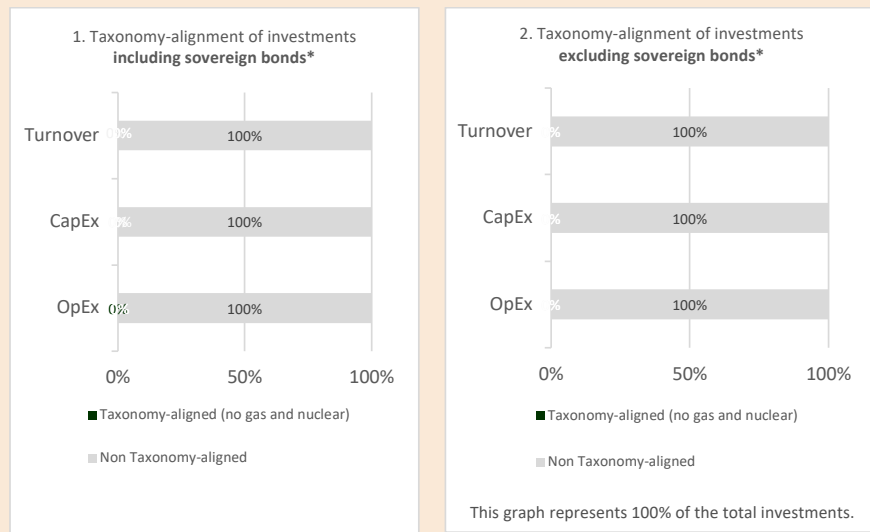 1. Taxonomy-alignment of investments
including sovereign bonds*
Turnover 0% 100%
CapEx 0% 100%
OpEx 0% 100%
0% 50% 100%
Taxonomy-aligned (no gas and nuclear)
Non Taxonomy-aligned
2. Taxonomy-alignment of investments
excluding sovereign bonds*
Turnover 100%
CapEx 100%
OpEx 100%
0% 50% 100%
Taxonomy-aligned (no gas and nuclear)
Non Taxonomy-aligned
This graph represents 100% of the total investments.